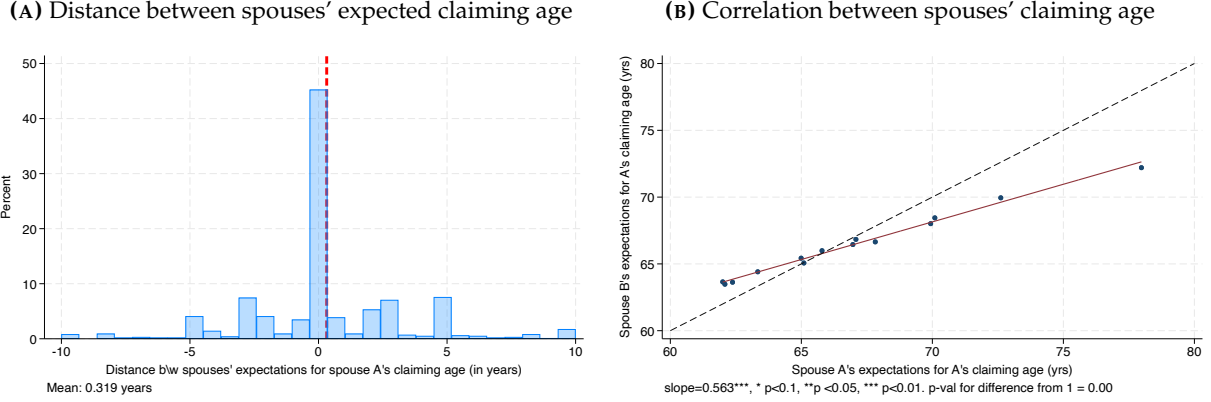 (A) Distance between spouses' expected claiming age
50
40
30
20
10
0
Percent
-10 -5 0 5 10
Distance b\w spouses' expectations for spouse A's claiming age (in years)
Mean: 0.319 years
(B) Correlation between spouses' claiming age
80
75
70
65
60
Spouse B's expectations for A's claiming age (yrs)
60 65 70 75 80
Spouse A's expectations for A's claiming age (yrs)
slope=0.563***, * p<0.1, **p <0.05, *** p<0.01. p-val for difference from 1 = 0.00